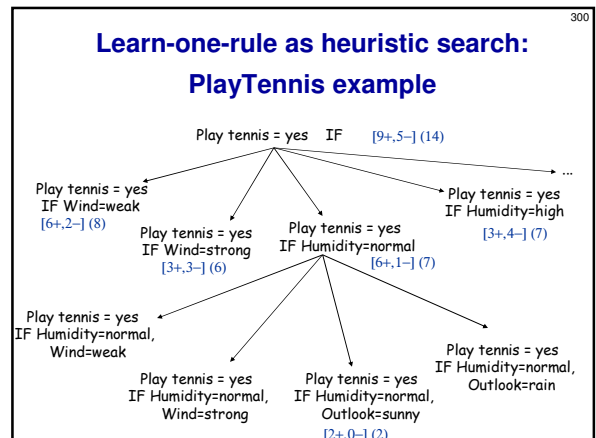 300
Learn-one-rule as heuristic search:
PlayTennis example
Play tennis = yes IF [9+,5−] (14)
...
Play tennis = yes
IF Wind=weak
[6+,2−] (8)
Play tennis = yes
IF Wind=strong
[3+,3−] (6)
Play tennis = yes
IF Humidity=normal
[6+,1−] (7)
Play tennis = yes
IF Humidity=high
[3+,4−] (7)
Play tennis = yes
IF Humidity=normal,
Wind=weak
Play tennis = yes
IF Humidity=normal,
Wind=strong
Play tennis = yes
IF Humidity=normal,
Outlook=sunny
[2+,0−] (2)
Play tennis = yes
IF Humidity=normal,
Outlook=rain